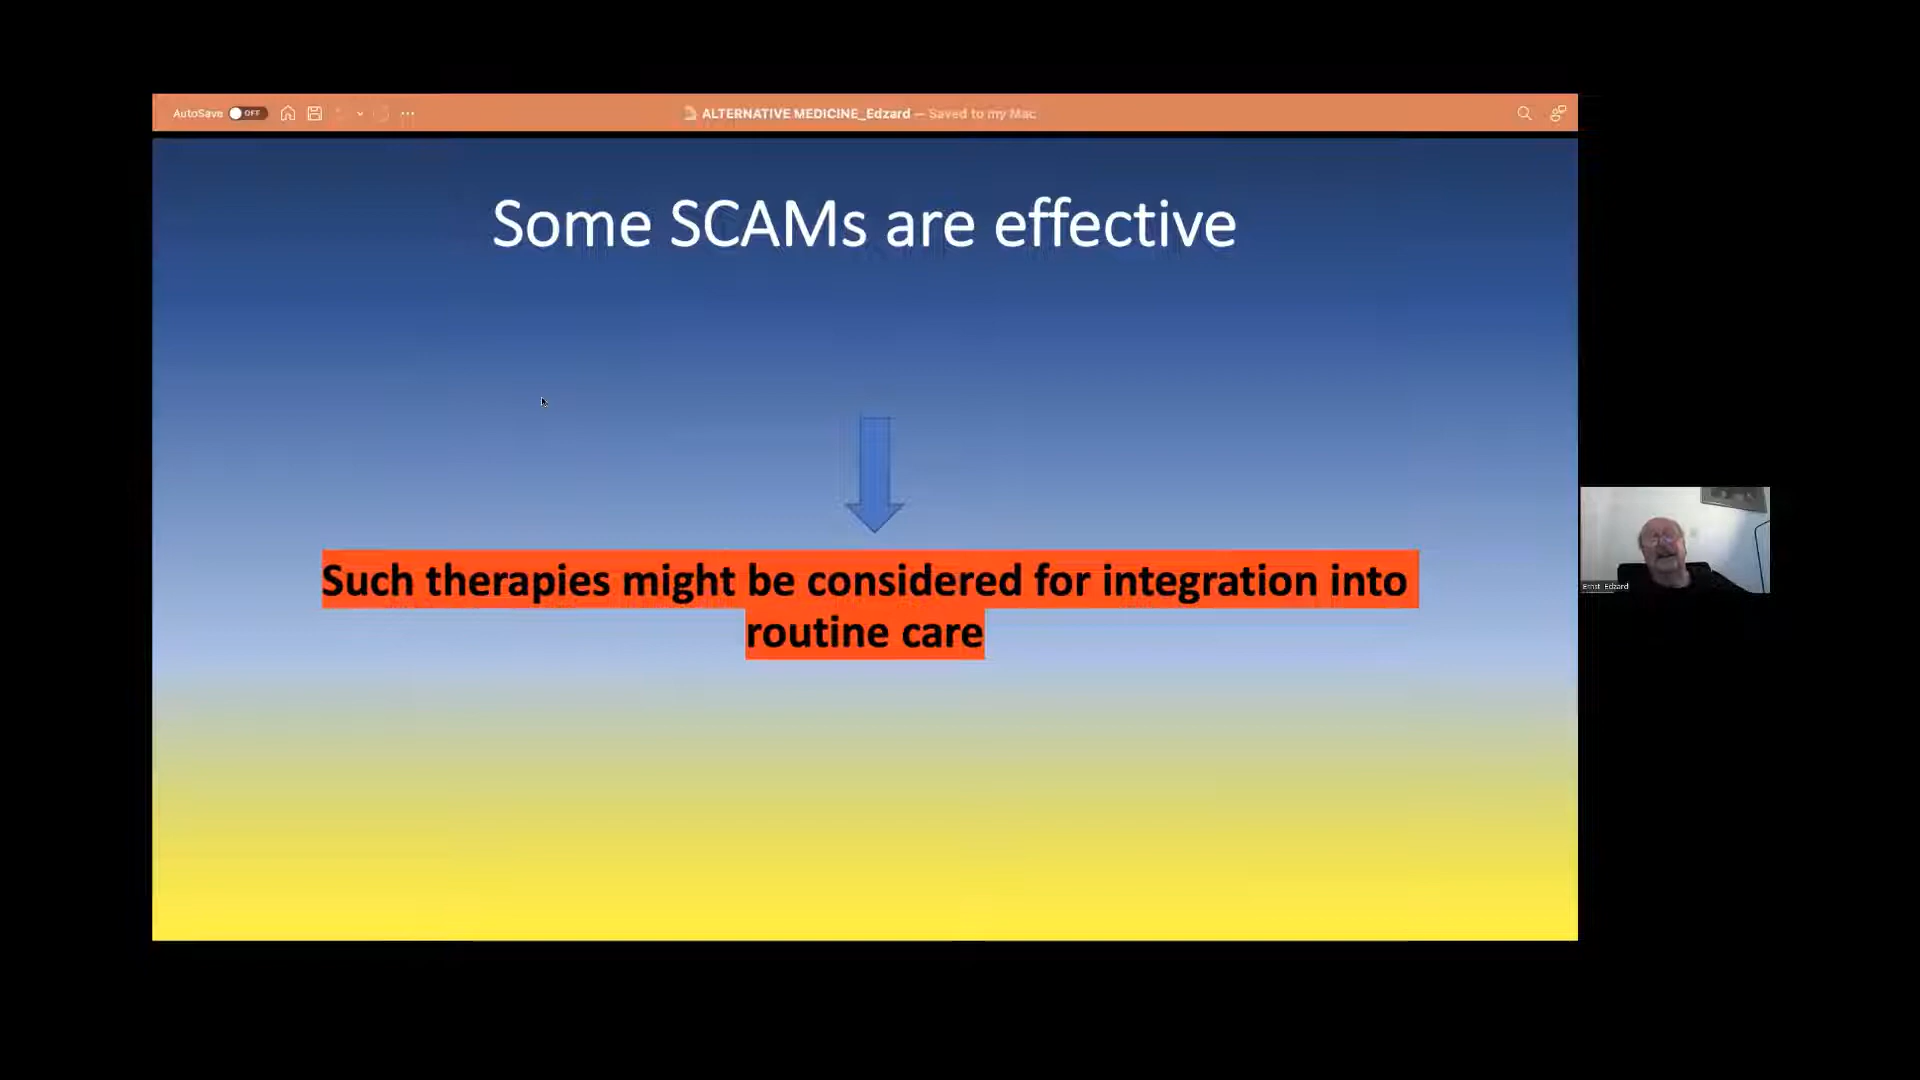 AutoSave OFF ALTERNATIVE MEDICINE_Edzard — Saved to my Mac
Some SCAMs are effective
Such therapies might be considered for integration into
routine care
Ernst Edzard